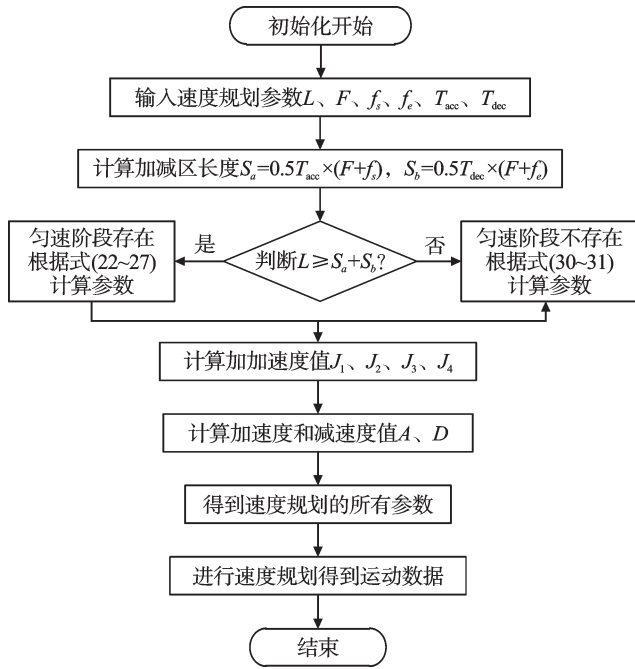 初始化开始
输入速度规划参数L、F、fs、fe、Tacc、Tdec
计算加减区长度Sa=0.5Tacc×(F+fs)，Sb=0.5Tdec×(F+fe)
匀速阶段存在
根据式(22~27)
计算参数
是
判断L≥Sa+Sb?
否
匀速阶段不存在
根据式(30~31)
计算参数
计算加加速度值J1、J2、J3、J4
计算加速度和减速度值A、D
得到速度规划的所有参数
进行速度规划得到运动数据
结束